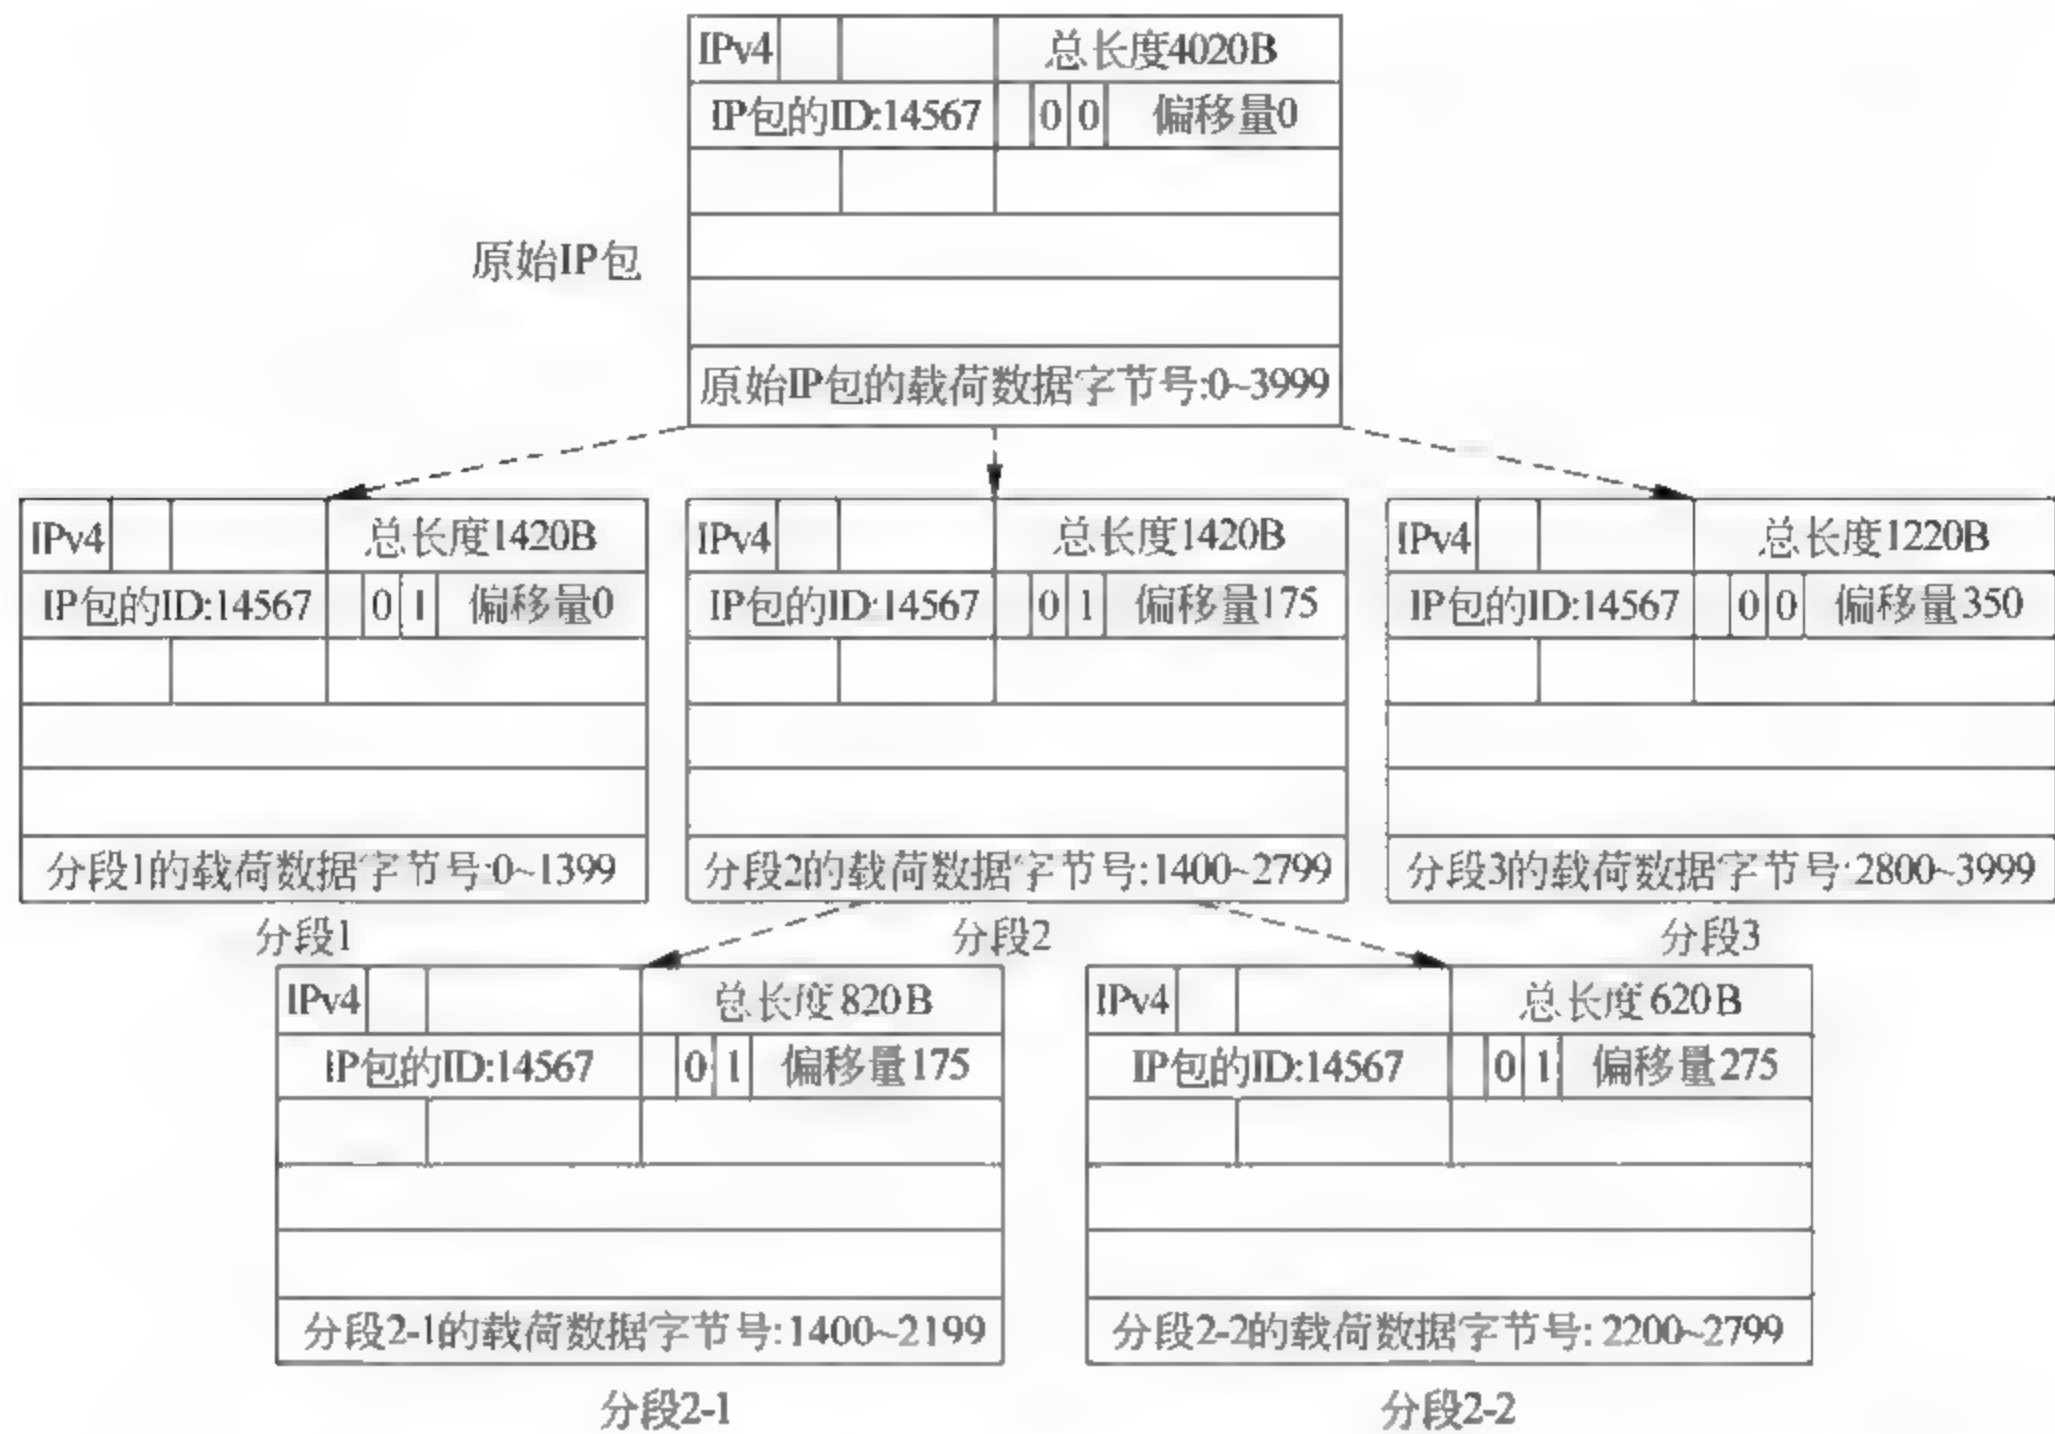 IPv4 总长度4020B
IP包的ID:14567 0 0 偏移量0
原始IP包
原始IP包的载荷数据字节号:0~3999
IPv4 总长度1420B
IP包的ID:14567 0 1 偏移量0
分段1的载荷数据字节号:0~1399
分段1
IPv4 总长度1420B
IP包的ID:14567 0 1 偏移量175
分段2的载荷数据字节号:1400~2799
分段2
IPv4 总长度1220B
IP包的ID:14567 0 0 偏移量350
分段3的载荷数据字节号:2800~3999
分段3
IPv4 总长度820B
IP包的ID:14567 0 1 偏移量175
分段2-1的载荷数据字节号:1400~2199
分段2-1
IPv4 总长度620B
IP包的ID:14567 0 1 偏移量275
分段2-2的载荷数据字节号: 2200~2799
分段2-2